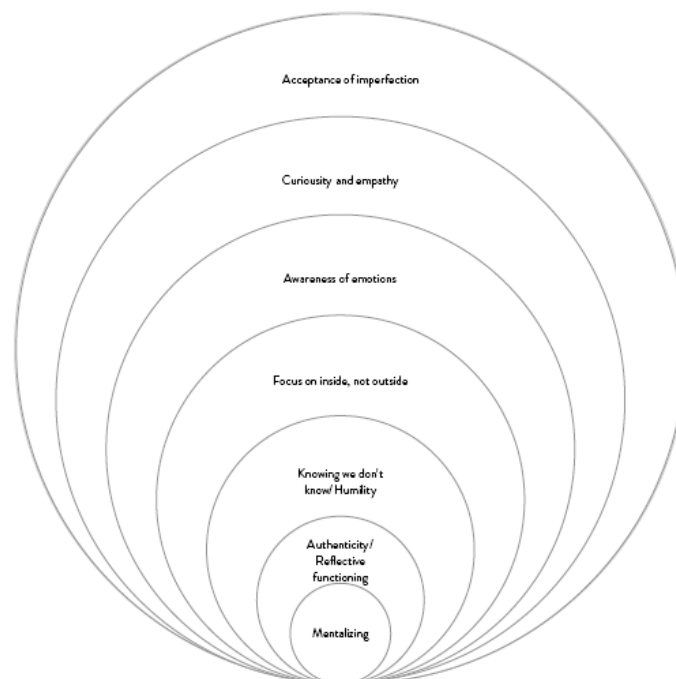 Acceptance of imperfection
Curiousity and empathy
Awareness of emotions
Focus on inside, not outside
Knowing we don't
know/ Humility
Authenticity/
Reflective
functioning
Mentalizing